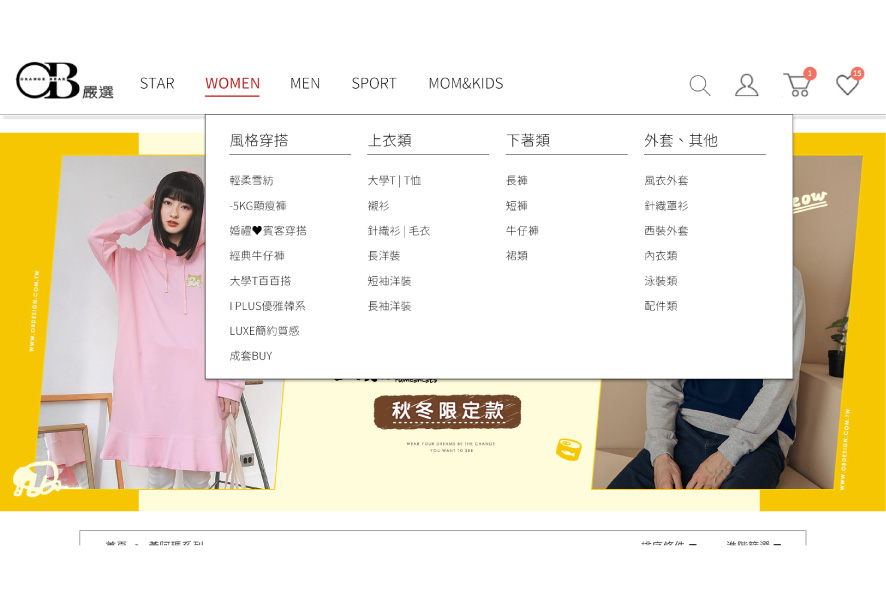 OB嚴選
ORANGE BEAR
STAR WOMEN MEN SPORT MOM&KIDS
1 15
風格穿搭
輕柔雪紡
-5KG顯瘦褲
婚禮♥賓客穿搭
經典牛仔褲
大學T百百搭
I PLUS優雅韓系
LUXE簡約質感
成套BUY
上衣類
大學T | T恤
襯衫
針織衫 | 毛衣
長洋裝
短袖洋裝
長袖洋裝
下著類
長褲
短褲
牛仔褲
裙類
外套、其他
風衣外套
針織罩衫
西裝外套
內衣類
泳裝類
配件類
WWW.OBDESIGN.COM.TW
秋冬限定款
WEAR YOUR DREAMS BE THE CHANGE
YOU WANT TO SEE
WWW.OBDESIGN.COM.TW